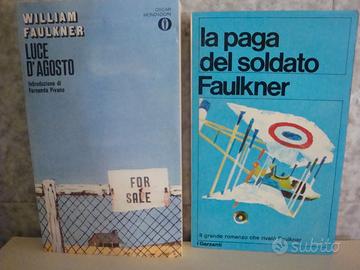 WILLIAM
FAULKNER
LUCE
D'AGOSTO
Introduzione di
Fernanda Pivano
OSCAR
MONDADORI
FOR
SALE
la paga
del soldato
Faulkner
il grande romanzo che rivelò Faulkner
i Garzanti
subito